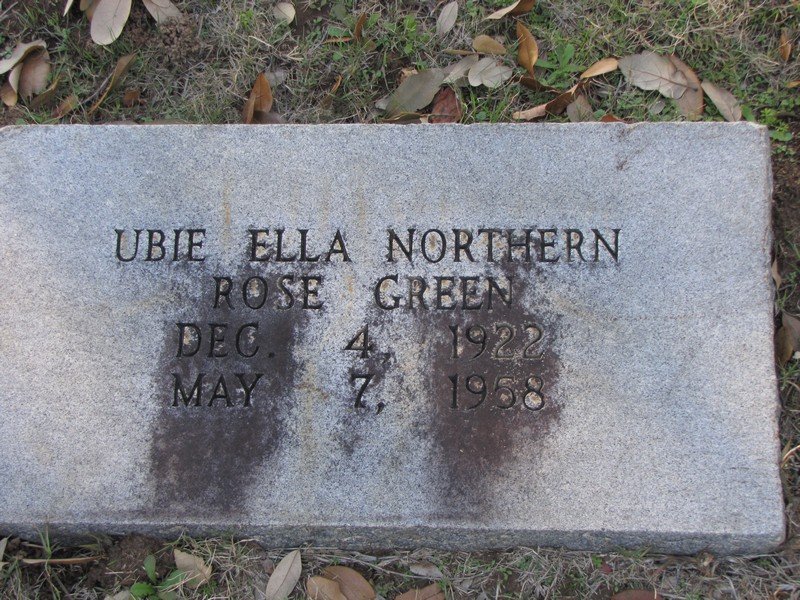 UBIE ELLA NORTHERN
ROSE GREEN
DEC. 4, 1922
MAY 7, 1958